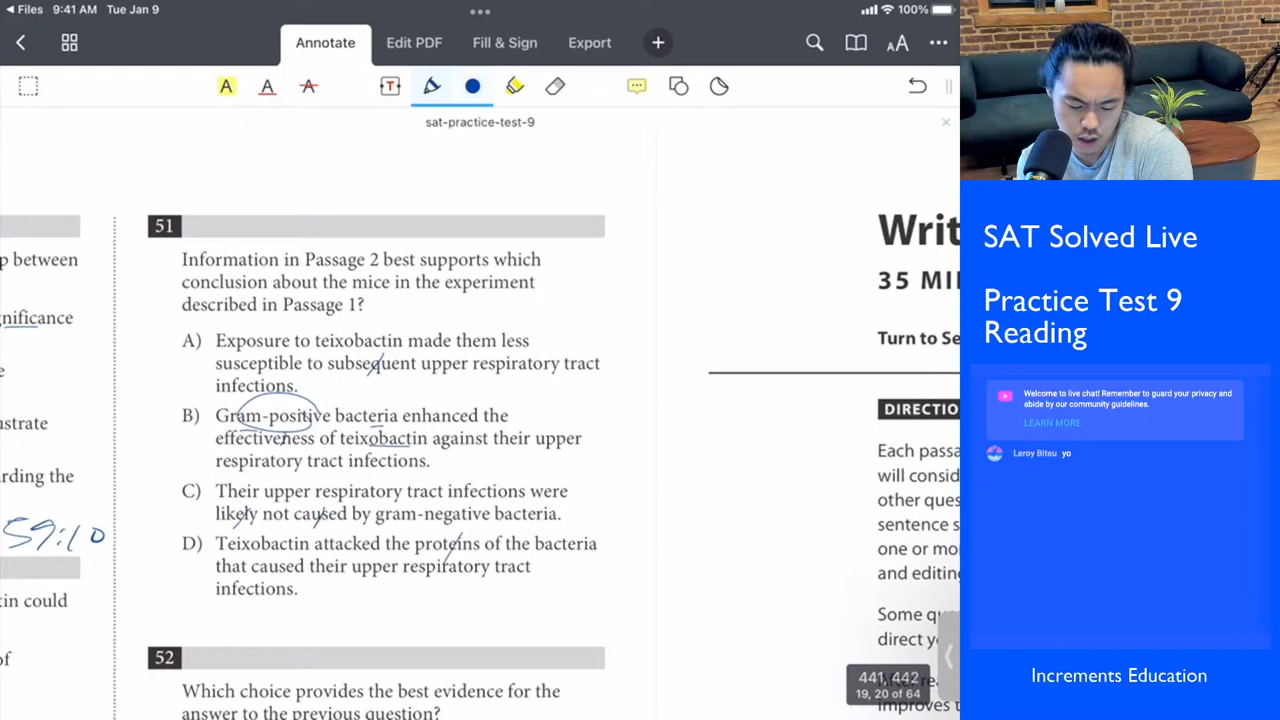 Files 9:41 AM Tue Jan 9 100%
Annotate Edit PDF Fill & Sign Export
A A A T AA
sat-practice-test-9
p between
nificance
e
strate
rding the
59:10
tin could
of
51
Information in Passage 2 best supports which
conclusion about the mice in the experiment
described in Passage 1?
A) Exposure to teixobactin made them less
susceptible to subsequent upper respiratory tract
infections.
B) Gram-positive bacteria enhanced the
effectiveness of teixobactin against their upper
respiratory tract infections.
C) Their upper respiratory tract infections were
likely not caused by gram-negative bacteria.
D) Teixobactin attacked the proteins of the bacteria
that caused their upper respiratory tract
infections.
52
Which choice provides the best evidence for the
answer to the previous question?
Writ
35 MI
Turn to Se
DIRECTIO
Each passa
will consid
other ques
sentence s
one or mo
and editing
Some qu
direct yo
improves t
441, 442
19, 20 of 64
SAT Solved Live
Practice Test 9
Reading
Welcome to live chat! Remember to guard your privacy and
abide by our community guidelines.
LEARN MORE
Leroy Biteu yo
Increments Education